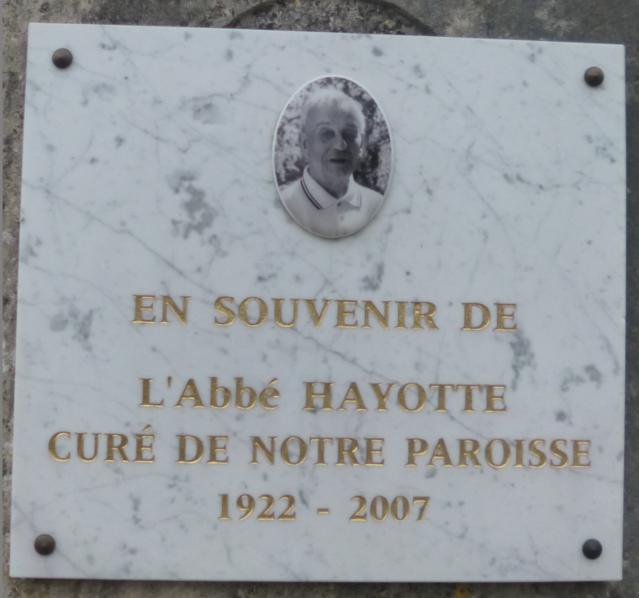 EN SOUVENIR DE
L'Abbé HAYOTTE
CURÉ DE NOTRE PAROISSE
1922 - 2007